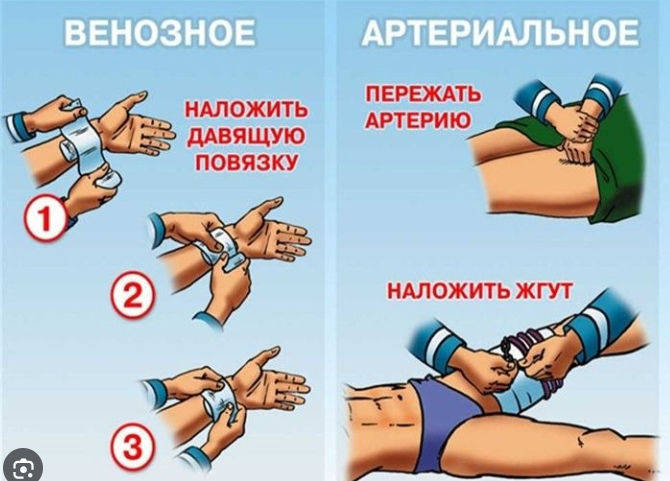 ВЕНОЗНОЕ
НАЛОЖИТЬ
ДАВЯЩУЮ
ПОВЯЗКУ
1
2
3
АРТЕРИАЛЬНОЕ
ПЕРЕЖАТЬ
АРТЕРИЮ
НАЛОЖИТЬ ЖГУТ